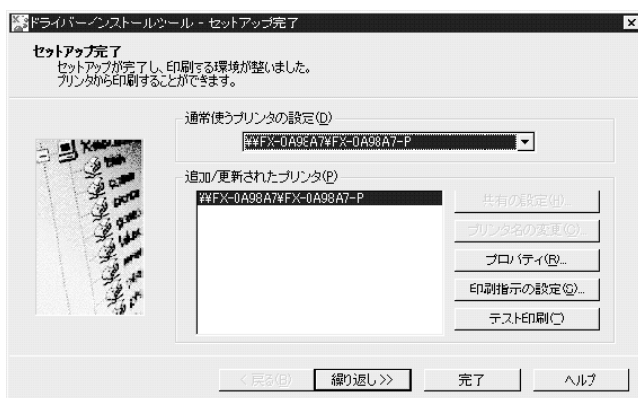 ドライバーインストールツール - セットアップ完了
セットアップ完了
セットアップが完了し、印刷する環境が整いました。
プリンタから印刷することができます。
通常使うプリンタの設定(D)
¥¥FX-0A98A7¥FX-0A98A7-P
追加/更新されたプリンタ(P)
¥¥FX-0A98A7¥FX-0A98A7-P
共有の設定(H)...
プリンタ名の変更(C)...
プロパティ(R)...
印刷指示の設定(G)...
テスト印刷(T)
< 戻る(B)
繰り返し >>
完了
ヘルプ